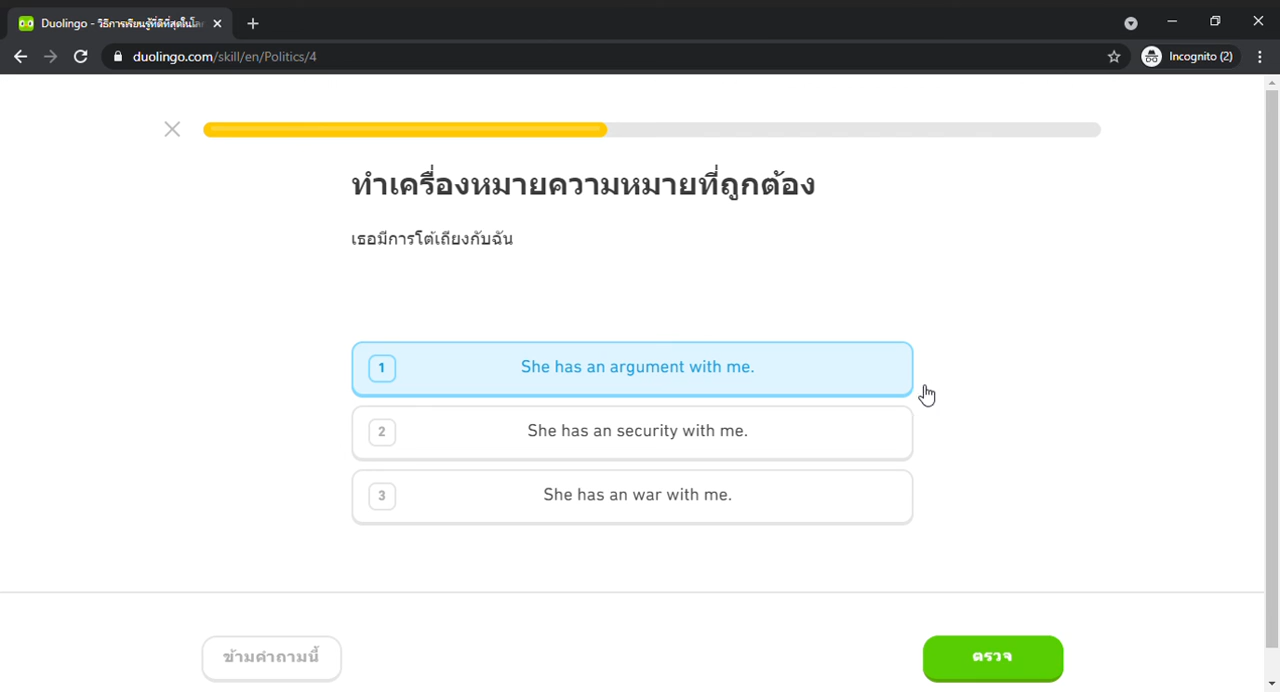 Duolingo - วิธีการเรียนรู้ที่ดีที่สุดในโล
duolingo.com/skill/en/Politics/4
Incognito (2)
ทำเครื่องหมายความหมายที่ถูกต้อง
เธอมีการโต้เถียงกับฉัน
1 She has an argument with me.
2 She has an security with me.
3 She has an war with me.
ข้ามคำถามนี้
ตรวจ